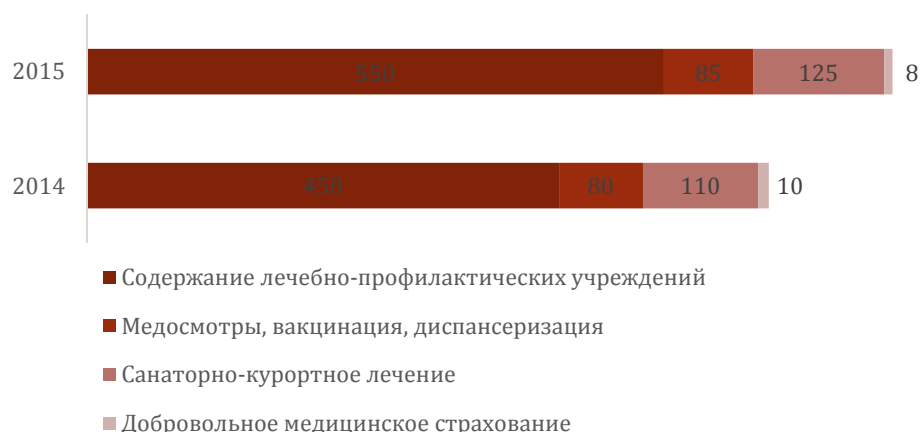 2015 550 85 125 8
2014 450 80 110 10
Содержание лечебно-профилактических учреждений
Медосмотры, вакцинация, диспансеризация
Санаторно-курортное лечение
Добровольное медицинское страхование